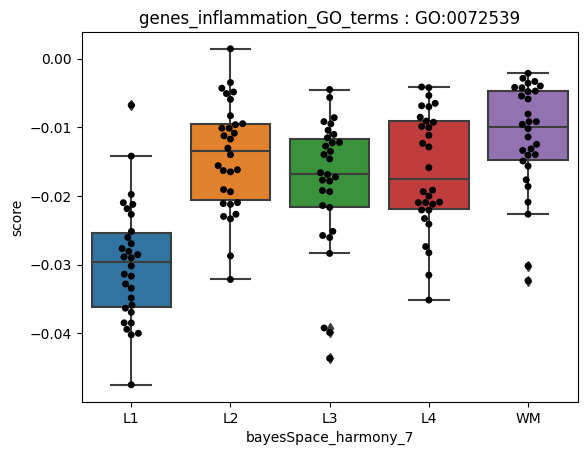 genes_inflammation_GO_terms : GO:0072539
0.00
−0.01
−0.02
−0.03
−0.04
score
L1 L2 L3 L4 WM
bayesSpace_harmony_7